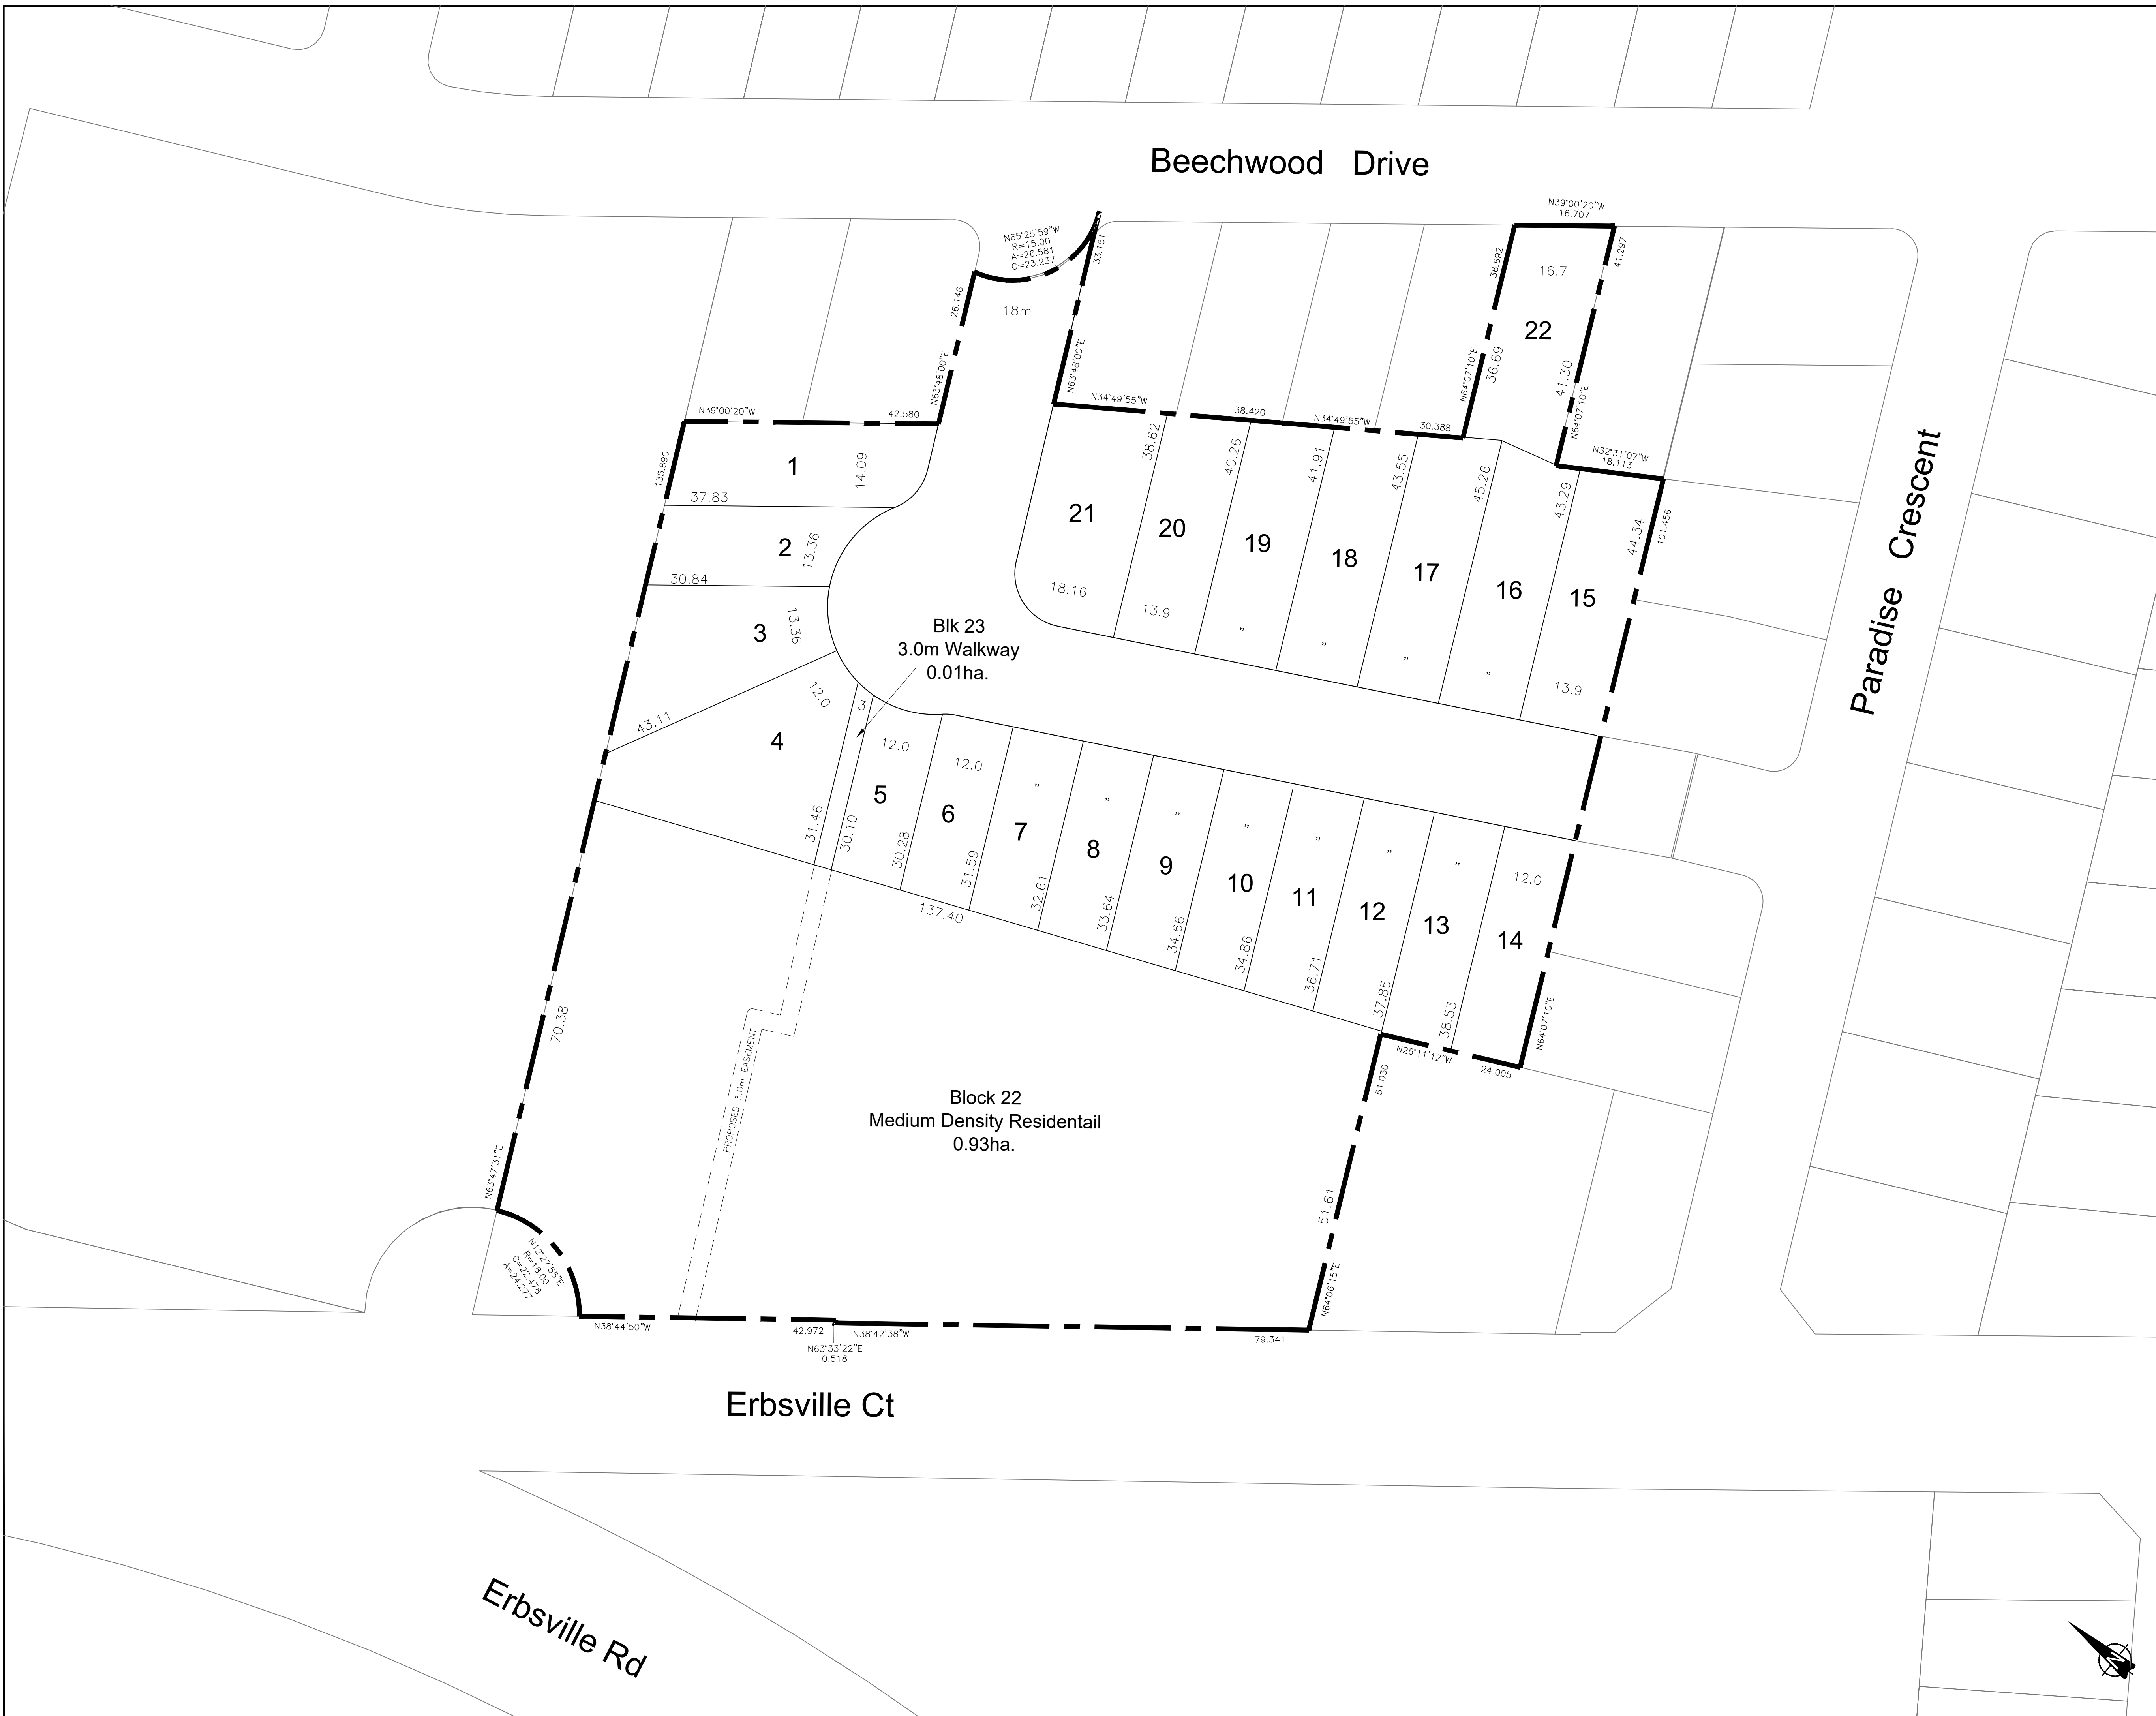 Beechwood Drive
N39°00'20"W
16.707
N65°25'59"W
R=15.00
A=26.581
C=23.237
33.151
36.692
41.297
16.7
22
26.146
18m
N63°48'00"E
N63°48'00"E
36.69
N64°07'10"E
41.30
N64°07'10"E
N39°00'20"W
42.580
N34°49'55"W
38.420
N34°49'55"W
30.388
N32°31'07"W
18.113
135.890
1
14.09
38.62
40.26
41.91
43.55
45.26
43.29
44.34
101.456
Paradise Crescent
37.83
21
20
19
18
17
16
15
2
13.36
30.84
18.16
13.9
"
"
"
"
13.9
3
13.36
Blk 23
3.0m Walkway
0.01ha.
12.0
3
43.11
4
12.0
12.0
"
"
"
"
"
"
"
12.0
5
6
7
8
9
10
11
12
13
14
31.46
30.10
30.28
31.59
32.61
33.64
34.66
34.86
36.71
37.85
38.53
137.40
70.38
N64°07'10"E
N26°11'12"W
24.005
51.030
PROPOSED 3.0m EASEMENT
Block 22
Medium Density Residentail
0.93ha.
N63°47'31"E
51.61
N12°27'55"E
R=18.00
C=22.478
A=24.277
N64°06'15"E
N38°44'50"W
42.972
N38°42'38"W
79.341
N63°33'22"E
0.518
Erbsville Ct
Erbsville Rd
N